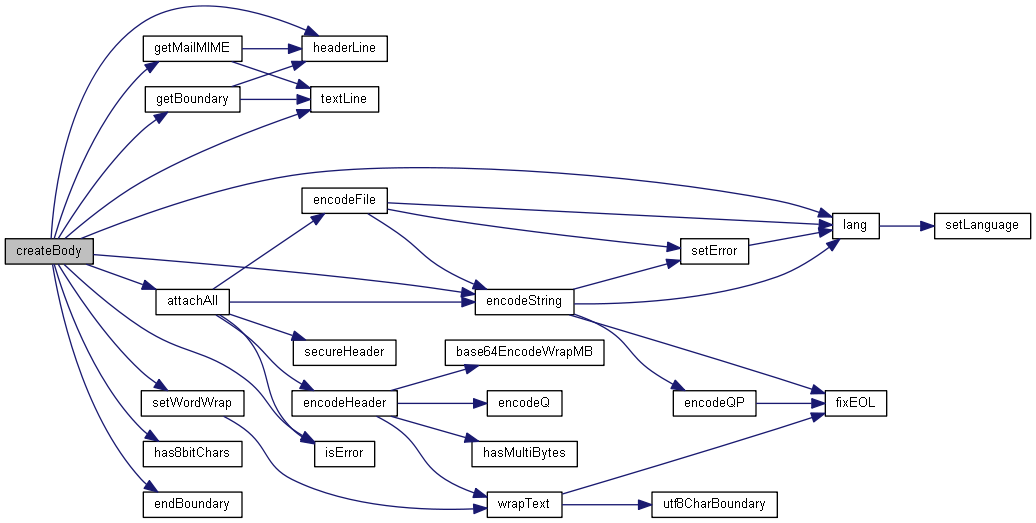 getMailMIME
headerLine
getBoundary
textLine
encodeFile
lang
setLanguage
createBody
setError
attachAll
encodeString
secureHeader
base64EncodeWrapMB
setWordWrap
encodeHeader
encodeQ
encodeQP
fixEOL
has8bitChars
isError
hasMultiBytes
endBoundary
wrapText
utf8CharBoundary